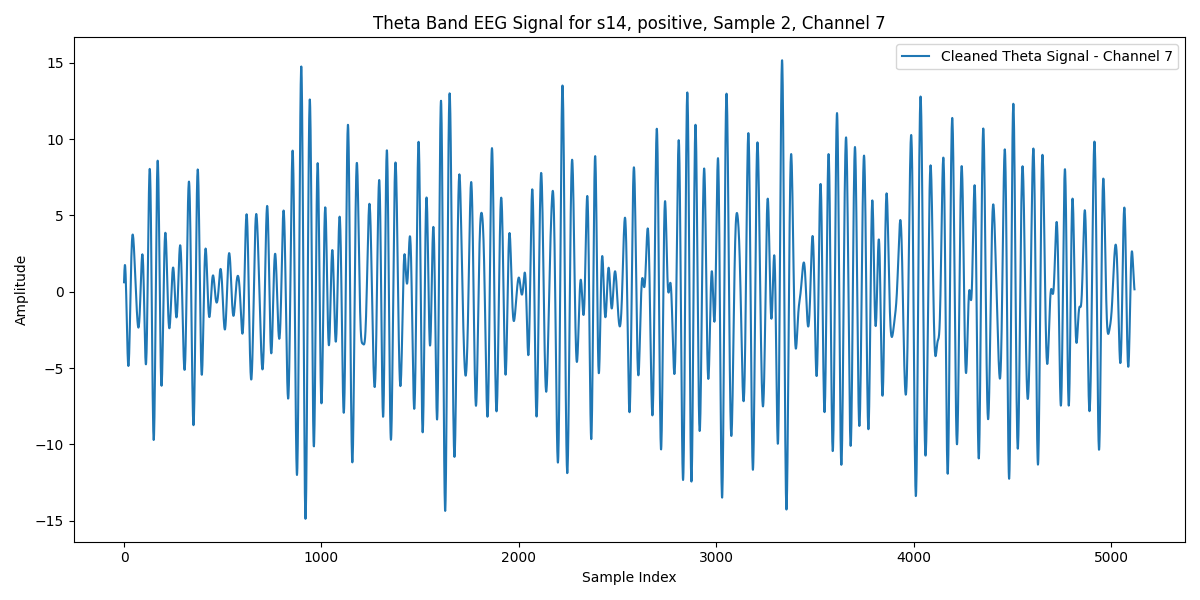 Theta Band EEG Signal for s14, positive, Sample 2, Channel 7
Cleaned Theta Signal - Channel 7
Amplitude
15
10
5
0
−5
−10
−15
0 1000 2000 3000 4000 5000
Sample Index